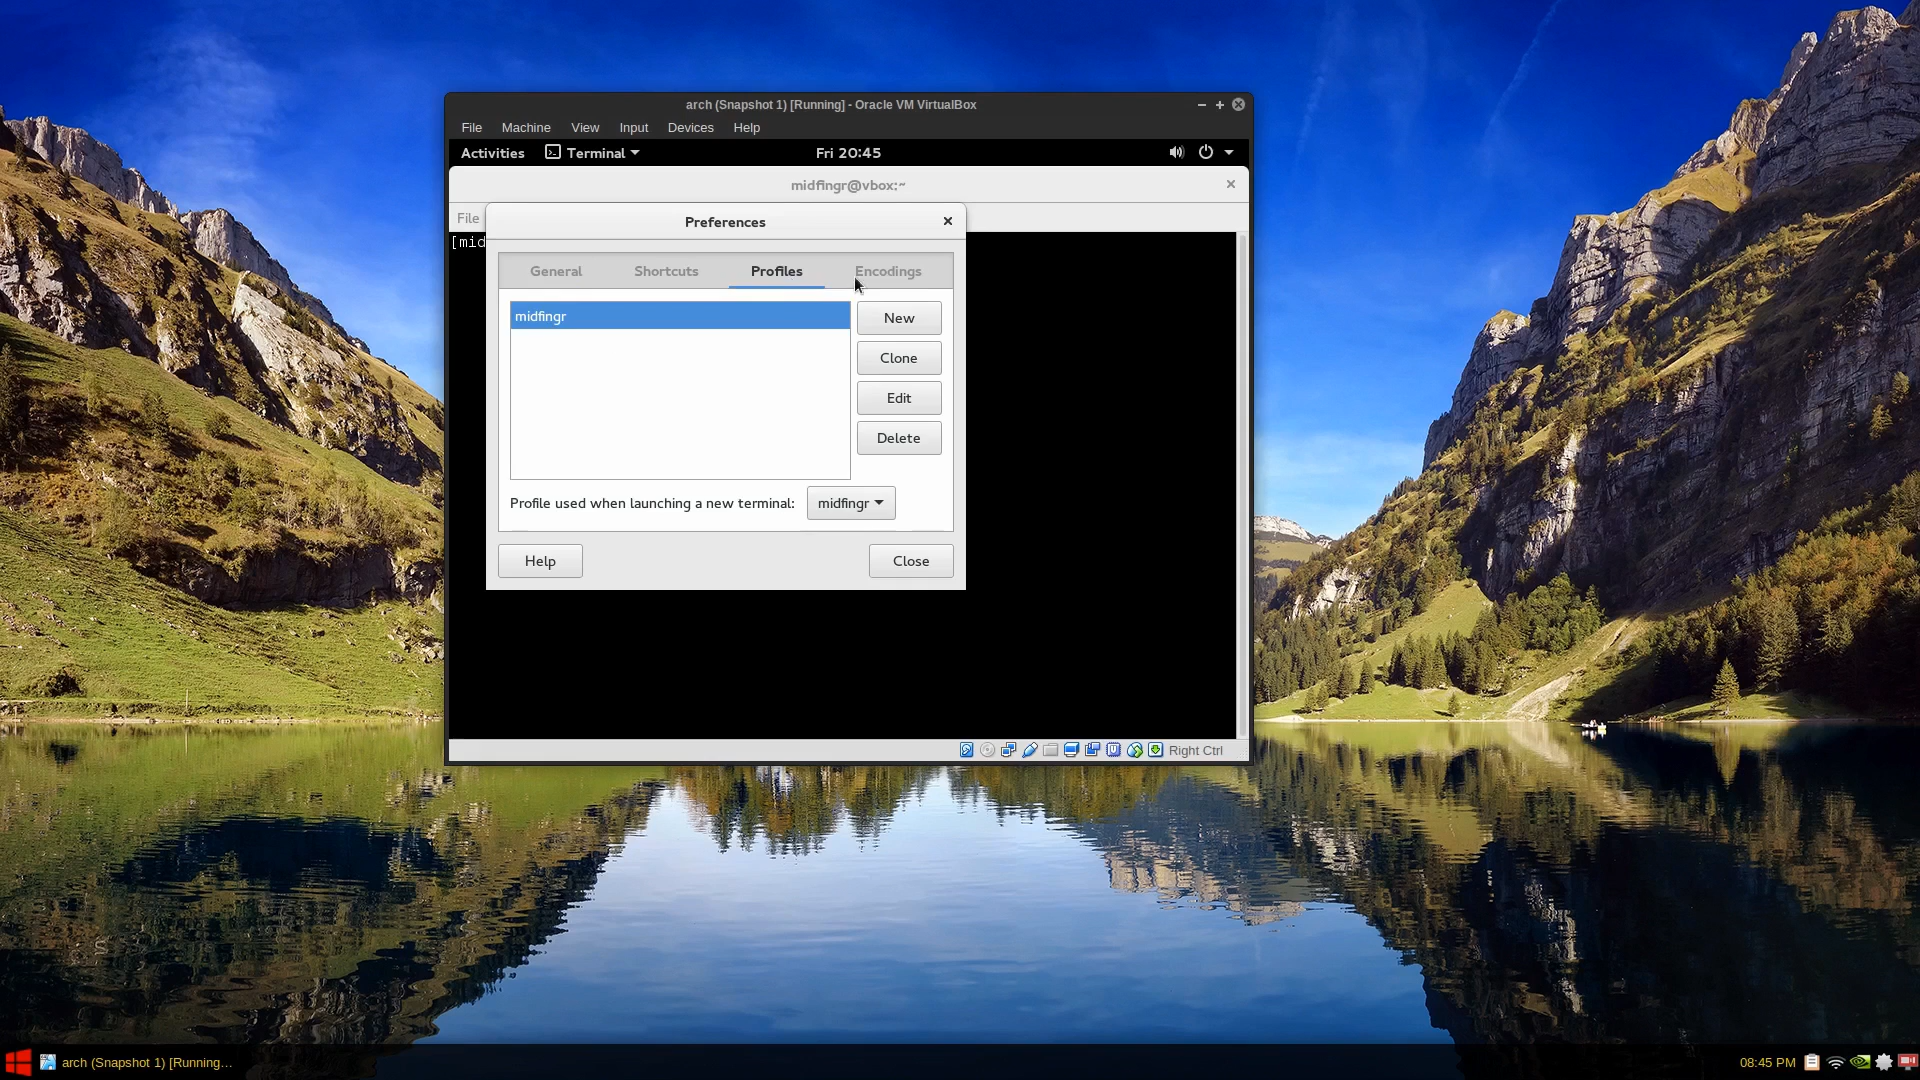 arch (Snapshot 1) [Running] - Oracle VM VirtualBox
File Machine View Input Devices Help
Activities Terminal Fri 20:45
midfingr@vbox:~
File
Preferences
[mid
General Shortcuts Profiles Encodings
midfingr
New
Clone
Edit
Delete
Profile used when launching a new terminal: midfingr
Help Close
Right Ctrl
arch (Snapshot 1) [Running...
08:45 PM